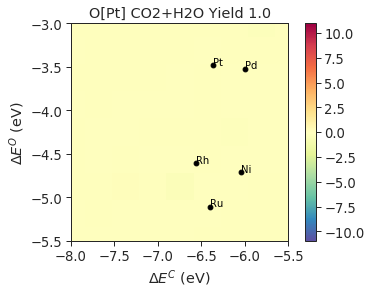 O[Pt] CO2+H2O Yield 1.0
−3.0
−3.5
−4.0
−4.5
−5.0
−5.5
ΔE^O (eV)
Pt
Pd
Rh
Ni
Ru
−8.0 −7.5 −7.0 −6.5 −6.0 −5.5
ΔE^C (eV)
10.0
7.5
5.0
2.5
0.0
−2.5
−5.0
−7.5
−10.0